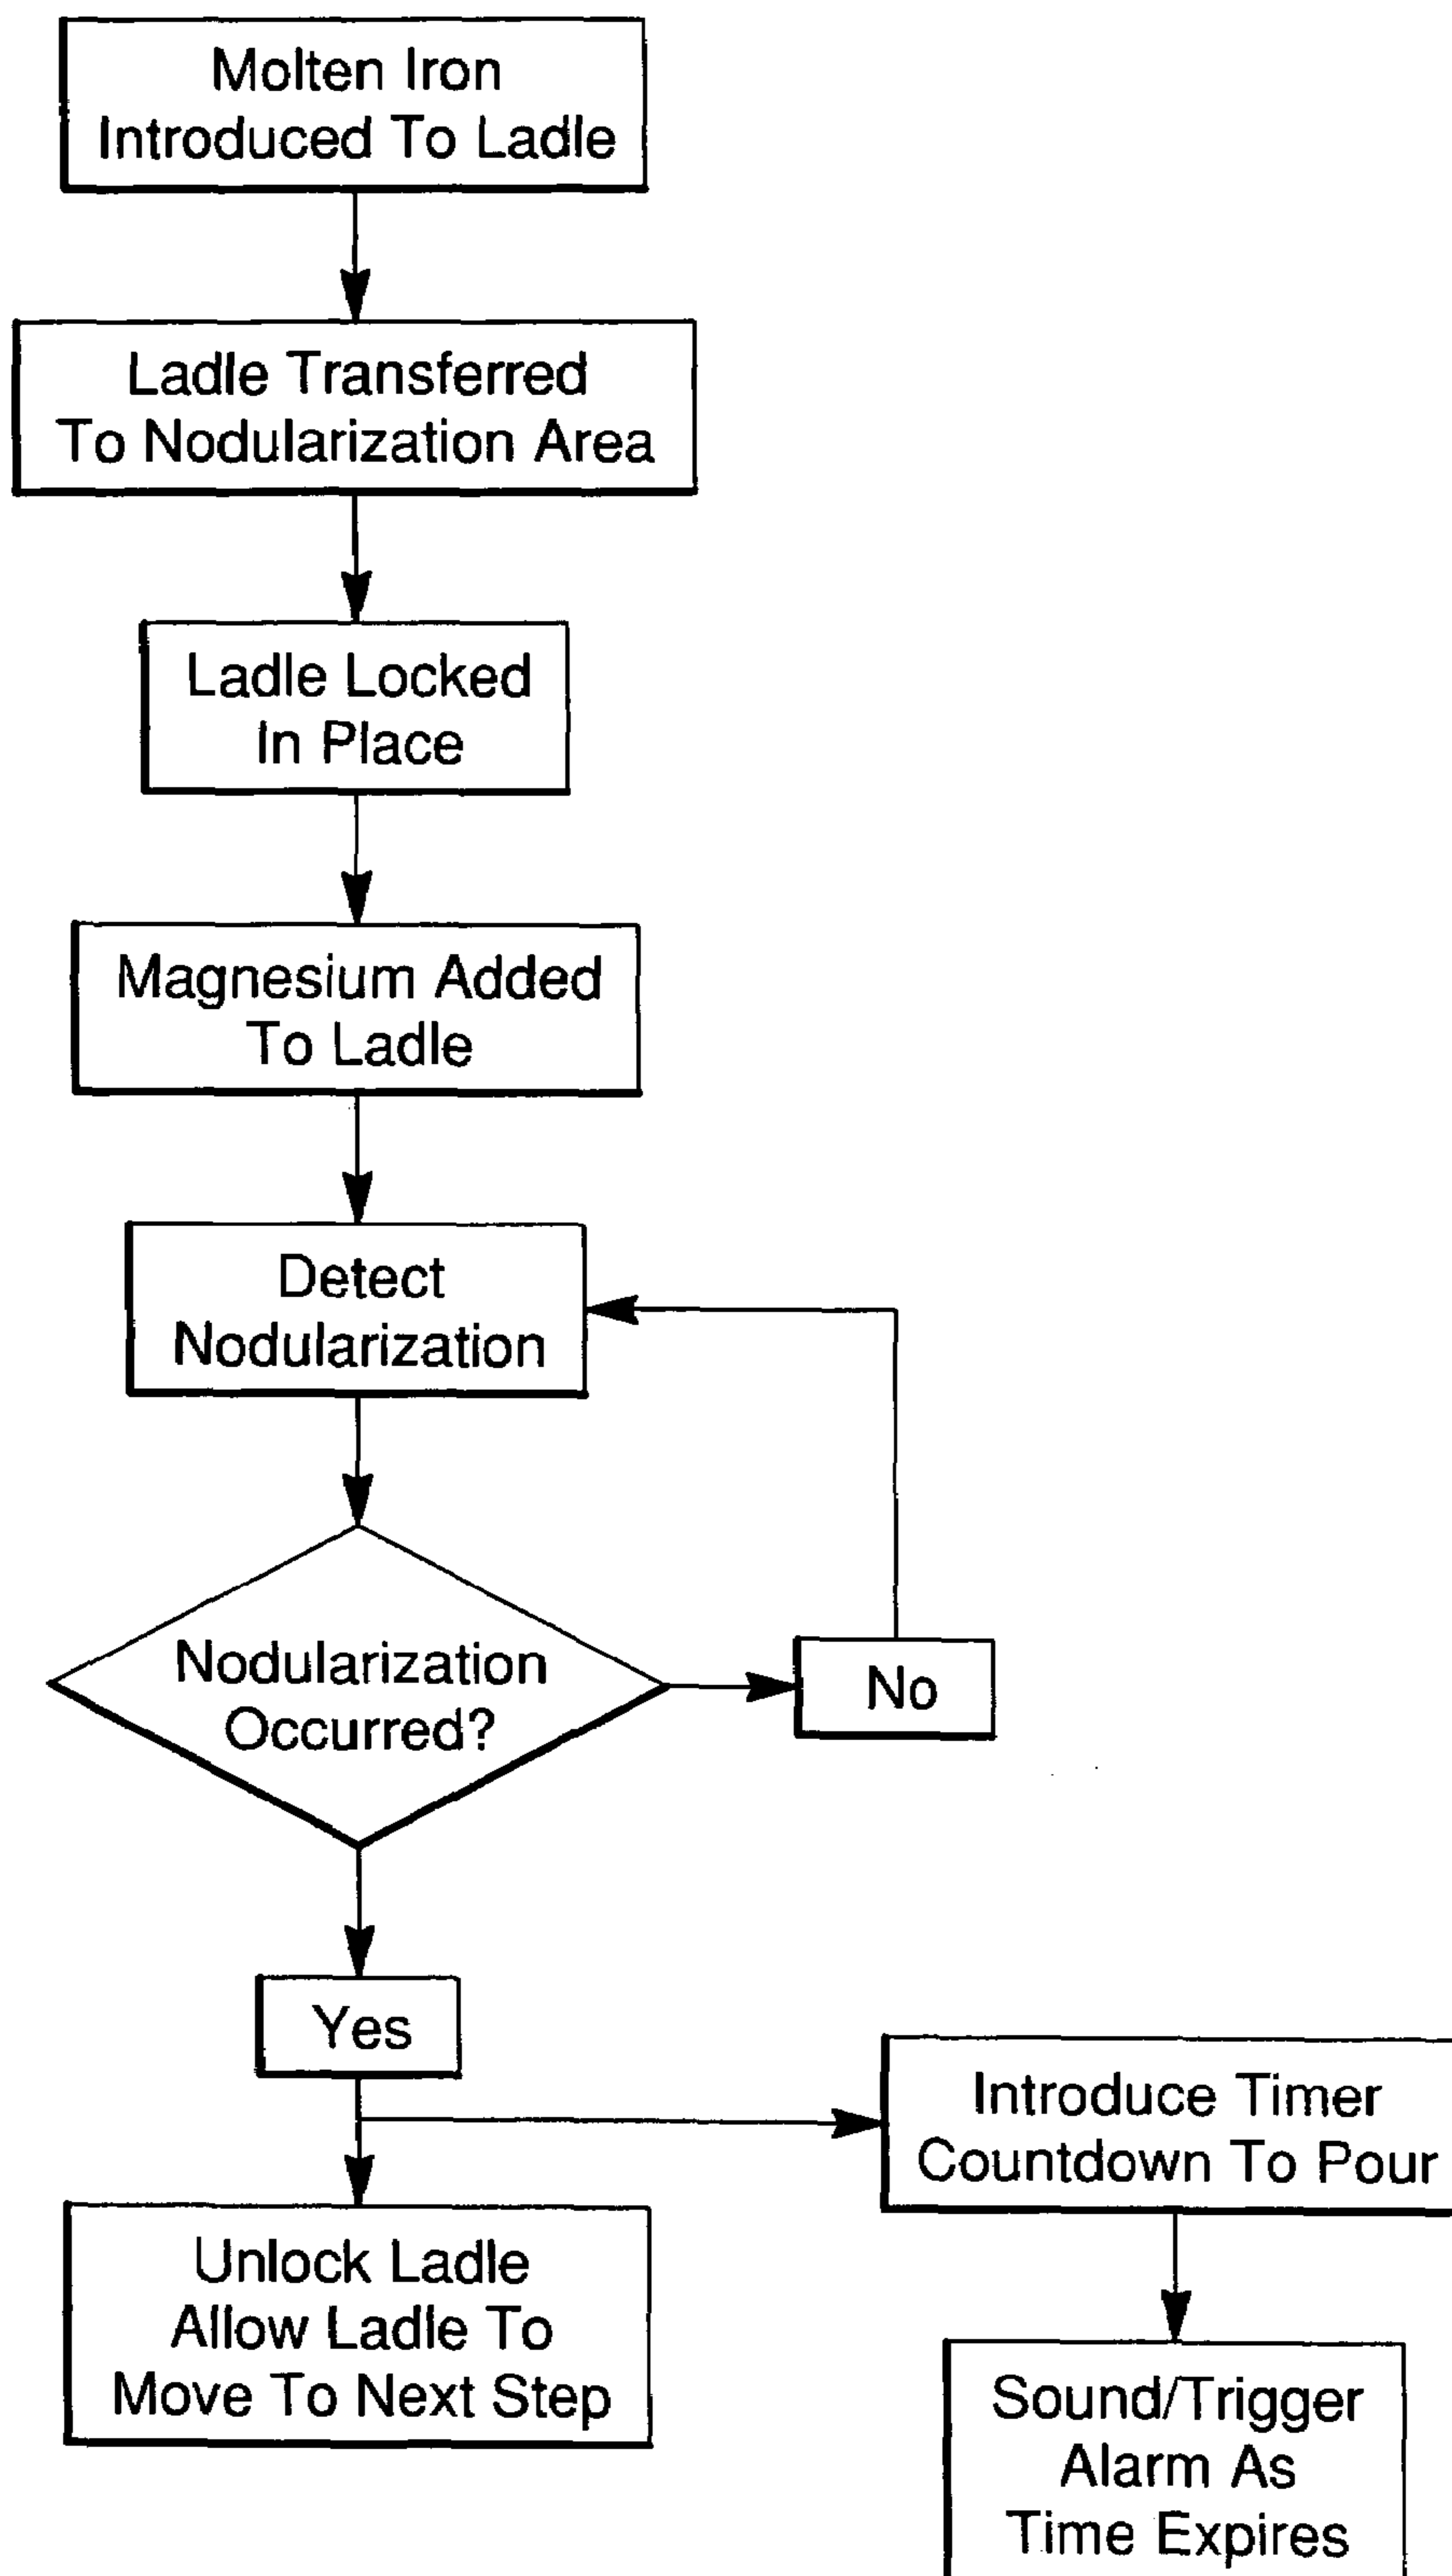 Molten Iron
Introduced To Ladle
Ladle Transferred
To Nodularization Area
Ladle Locked
In Place
Magnesium Added
To Ladle
Detect
Nodularization
Nodularization
Occurred?
No
Yes
Introduce Timer
Countdown To Pour
Unlock Ladle
Allow Ladle To
Move To Next Step
Sound/Trigger
Alarm As
Time Expires